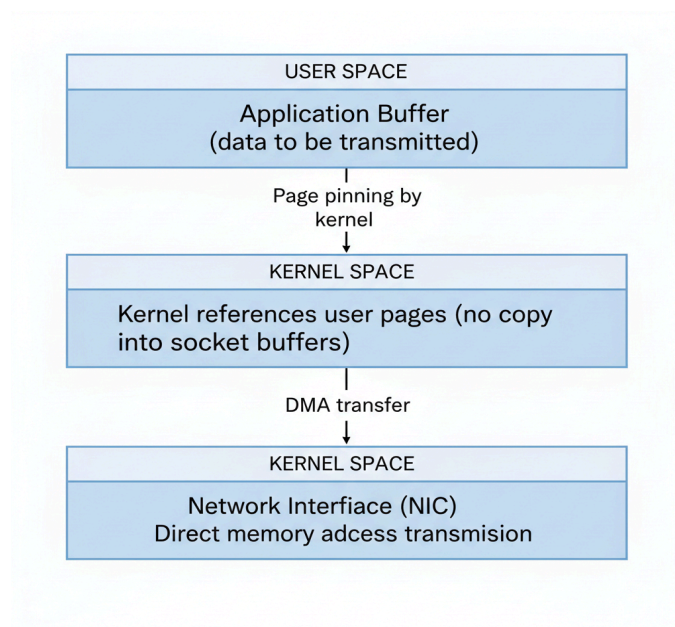 USER SPACE
Application Buffer
(data to be transmitted)
Page pinning by
kernel
KERNEL SPACE
Kernel references user pages (no copy
into socket buffers)
DMA transfer
KERNEL SPACE
Network Interfiace (NIC)
Direct memory adcess transmision